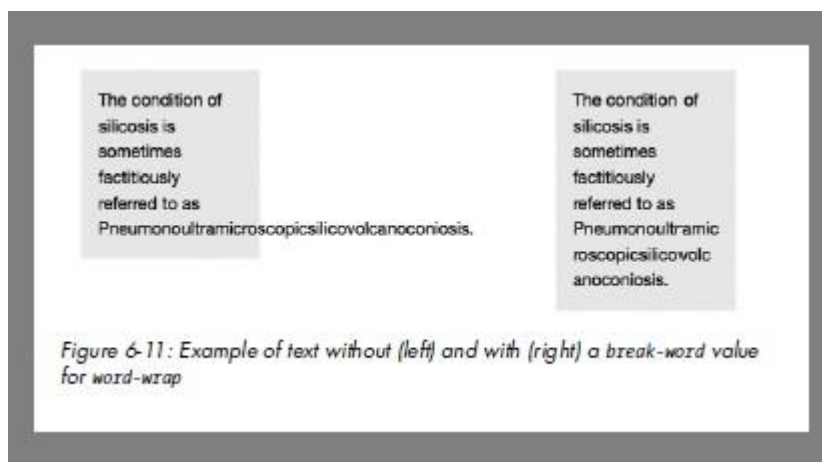 The condition of
silicosis is
sometimes
factitiously
referred to as
Pneumonoultramicroscopicsilicovolcanoconiosis.
The condition of
silicosis is
sometimes
factitiously
referred to as
Pneumonoultramic
roscopicsilicovolc
anoconiosis.
Figure 6-11: Example of text without (left) and with (right) a break-word value
for word-wrap